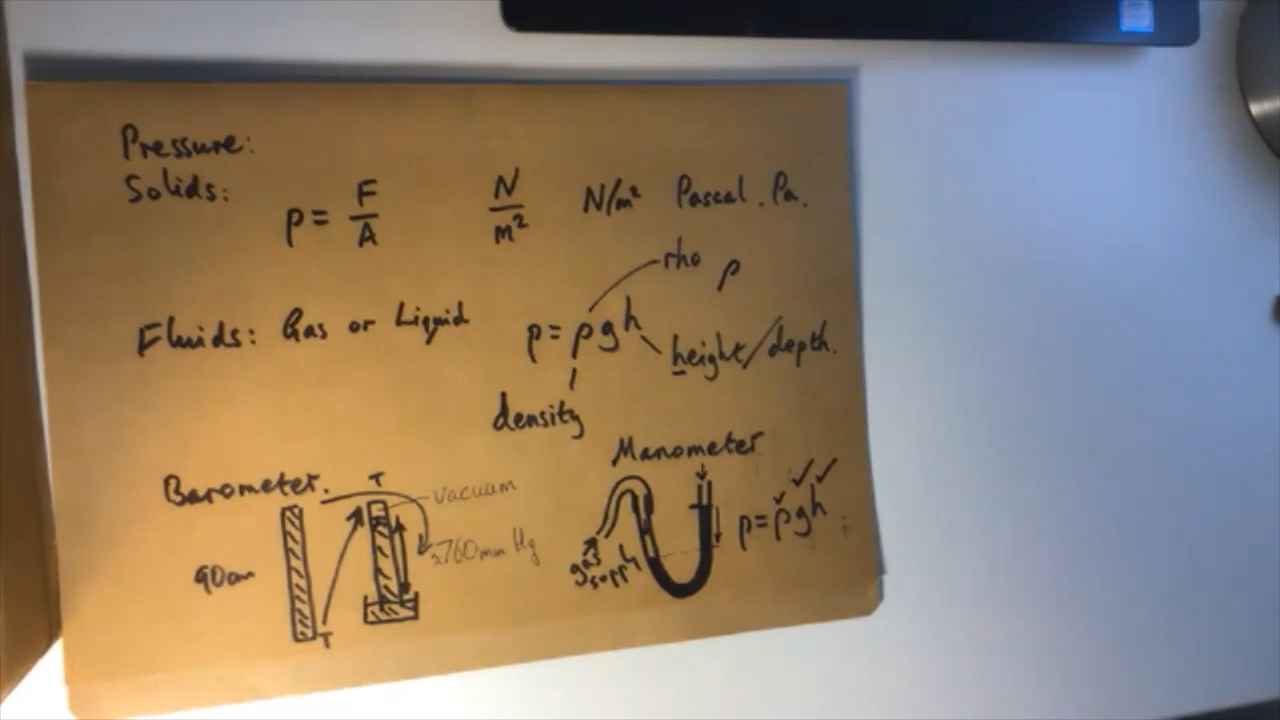 Pressure:
Solids: p = F/A N/m² N/m² Pascal. Pa.
rho ρ
Fluids: Gas or Liquid p = ρgh
height/depth.
density
Manometer
Barometer. T
vacuum
p = ρgh
≈760mm Hg
90cm
gas supply
T